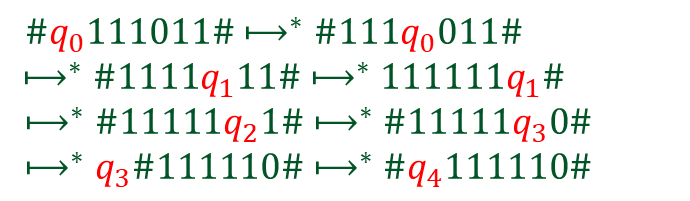 #q₀111011# ⟼* #111q₀011#
⟼* #1111q₁11# ⟼* 111111q₁#
⟼* #11111q₂1# ⟼* #11111q₃0#
⟼* q₃#111110# ⟼* #q₄111110#